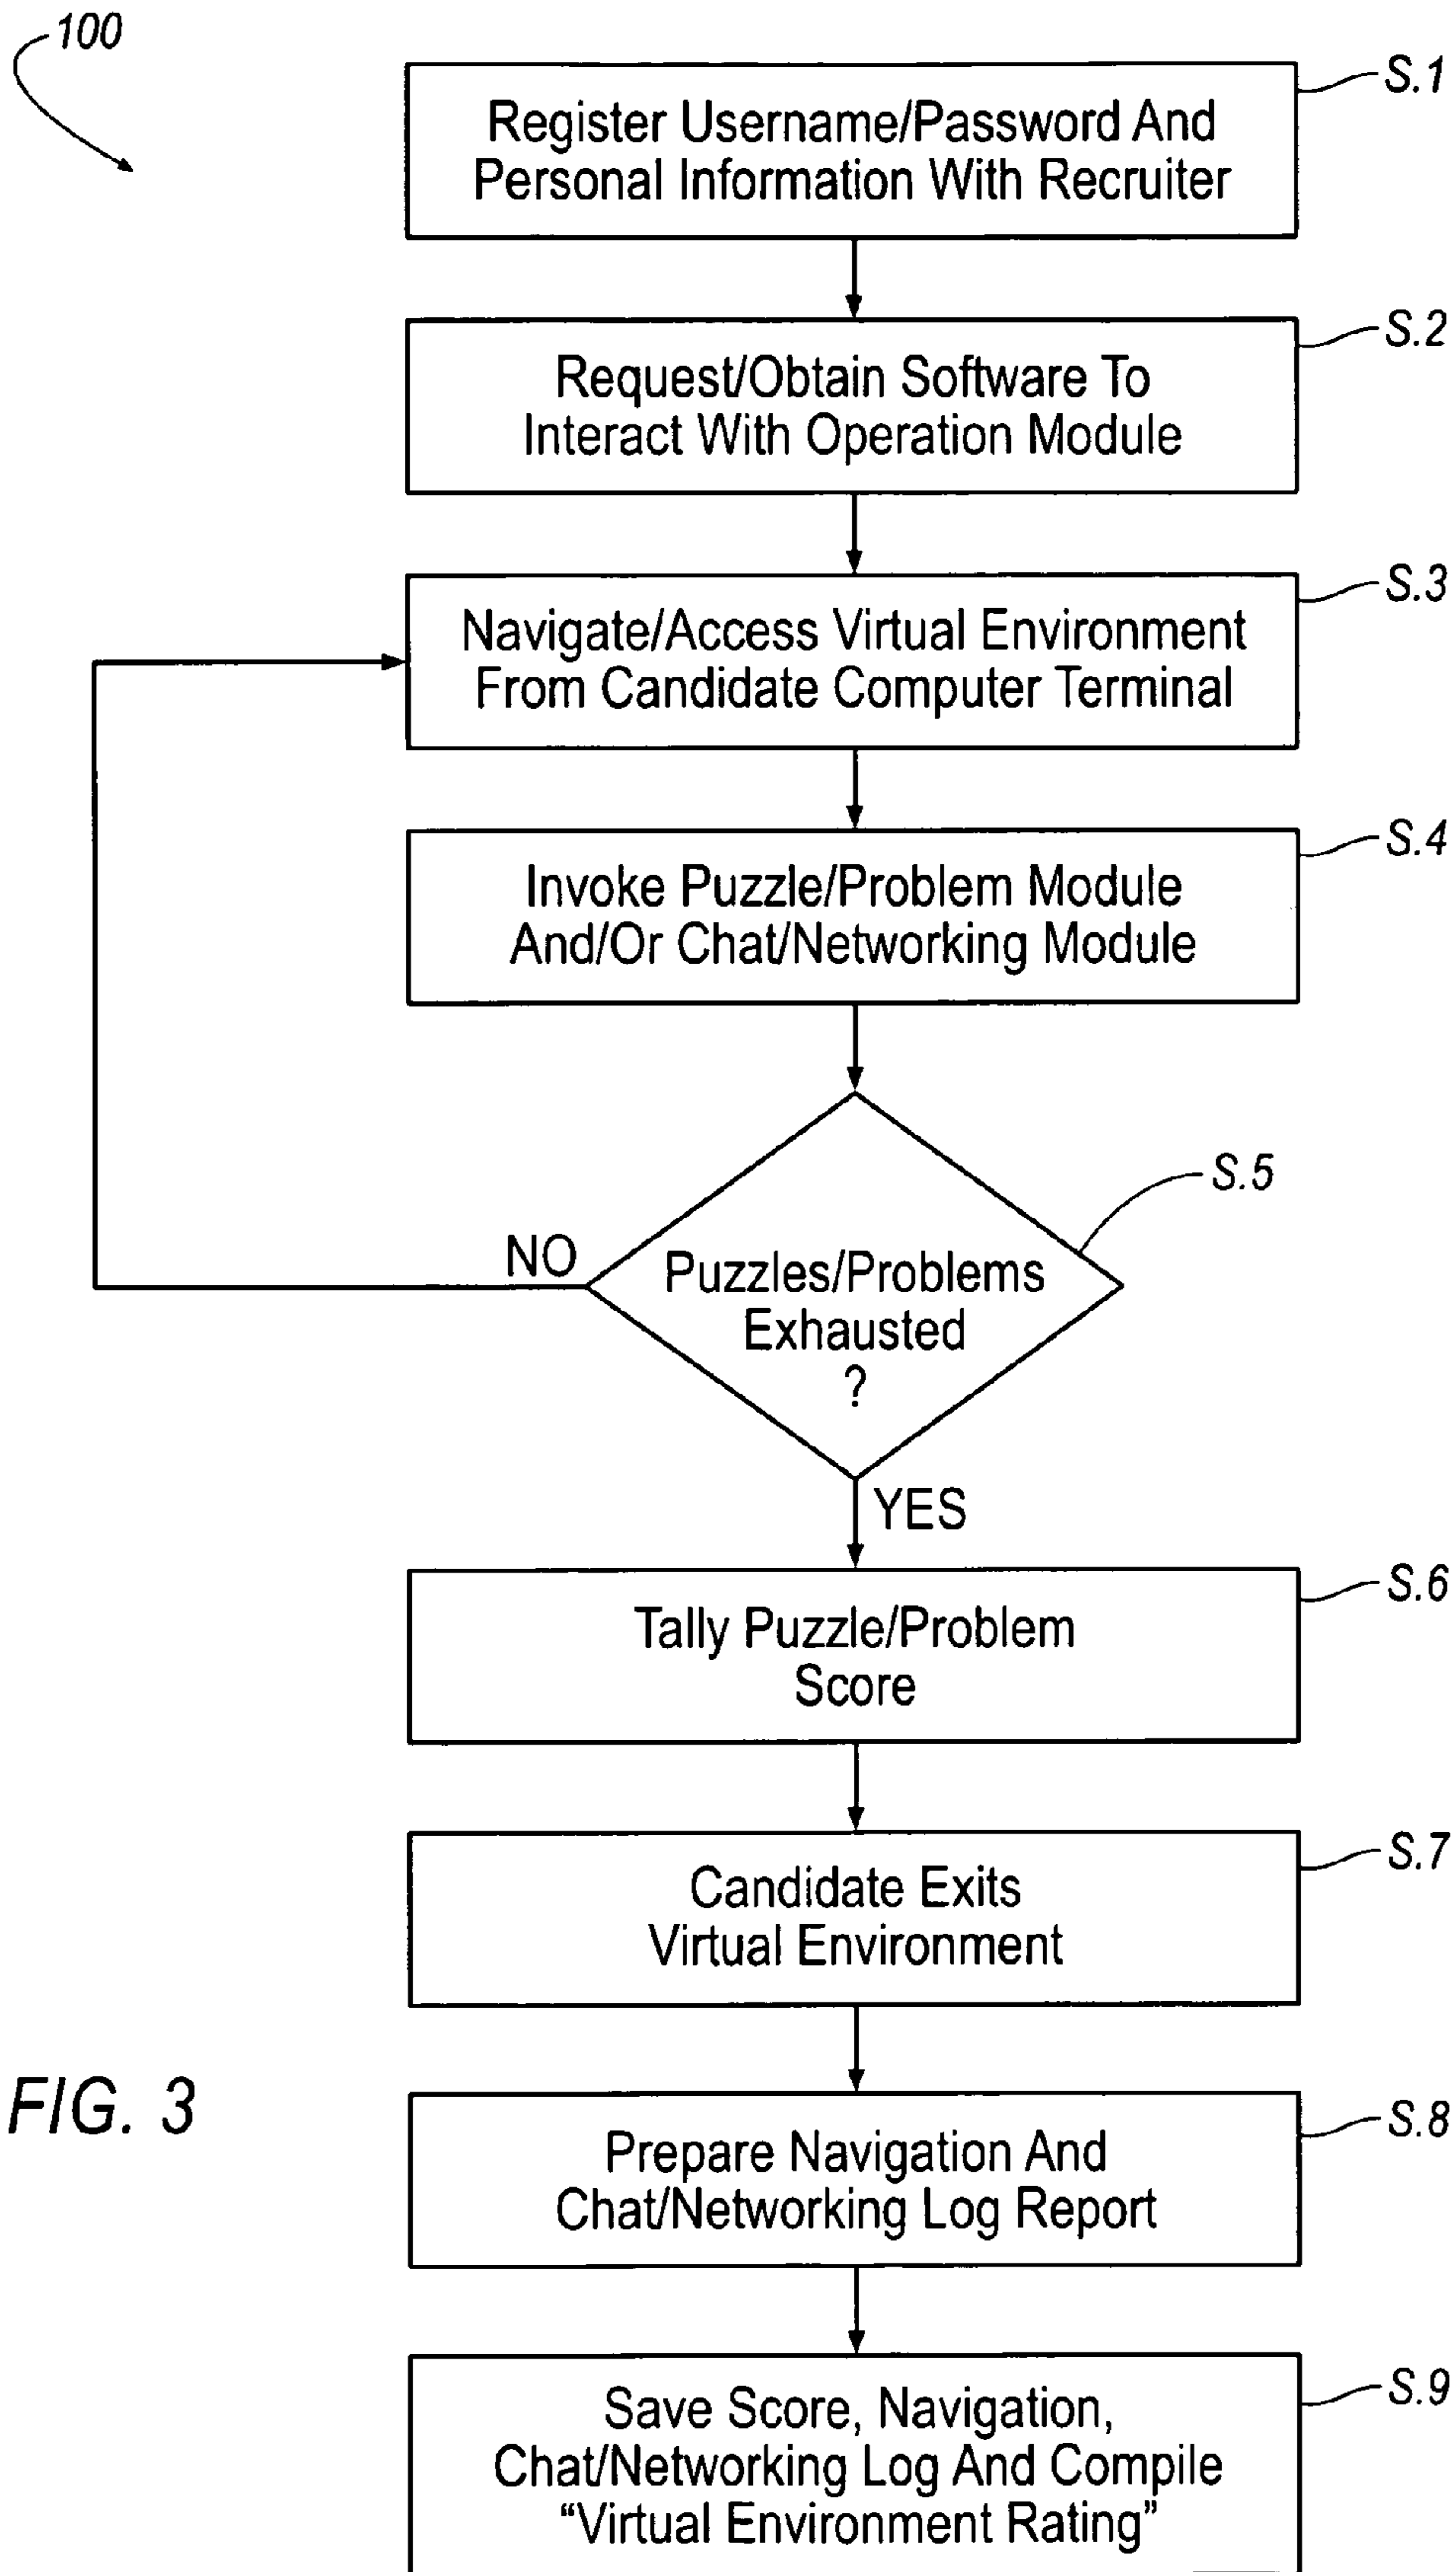 100
Register Username/Password And
Personal Information With Recruiter
S.1
Request/Obtain Software To
Interact With Operation Module
S.2
Navigate/Access Virtual Environment
From Candidate Computer Terminal
S.3
Invoke Puzzle/Problem Module
And/Or Chat/Networking Module
S.4
Puzzles/Problems
Exhausted
?
S.5
NO
YES
Tally Puzzle/Problem
Score
S.6
Candidate Exits
Virtual Environment
S.7
Prepare Navigation And
Chat/Networking Log Report
S.8
Save Score, Navigation,
Chat/Networking Log And Compile
“Virtual Environment Rating”
S.9
FIG. 3